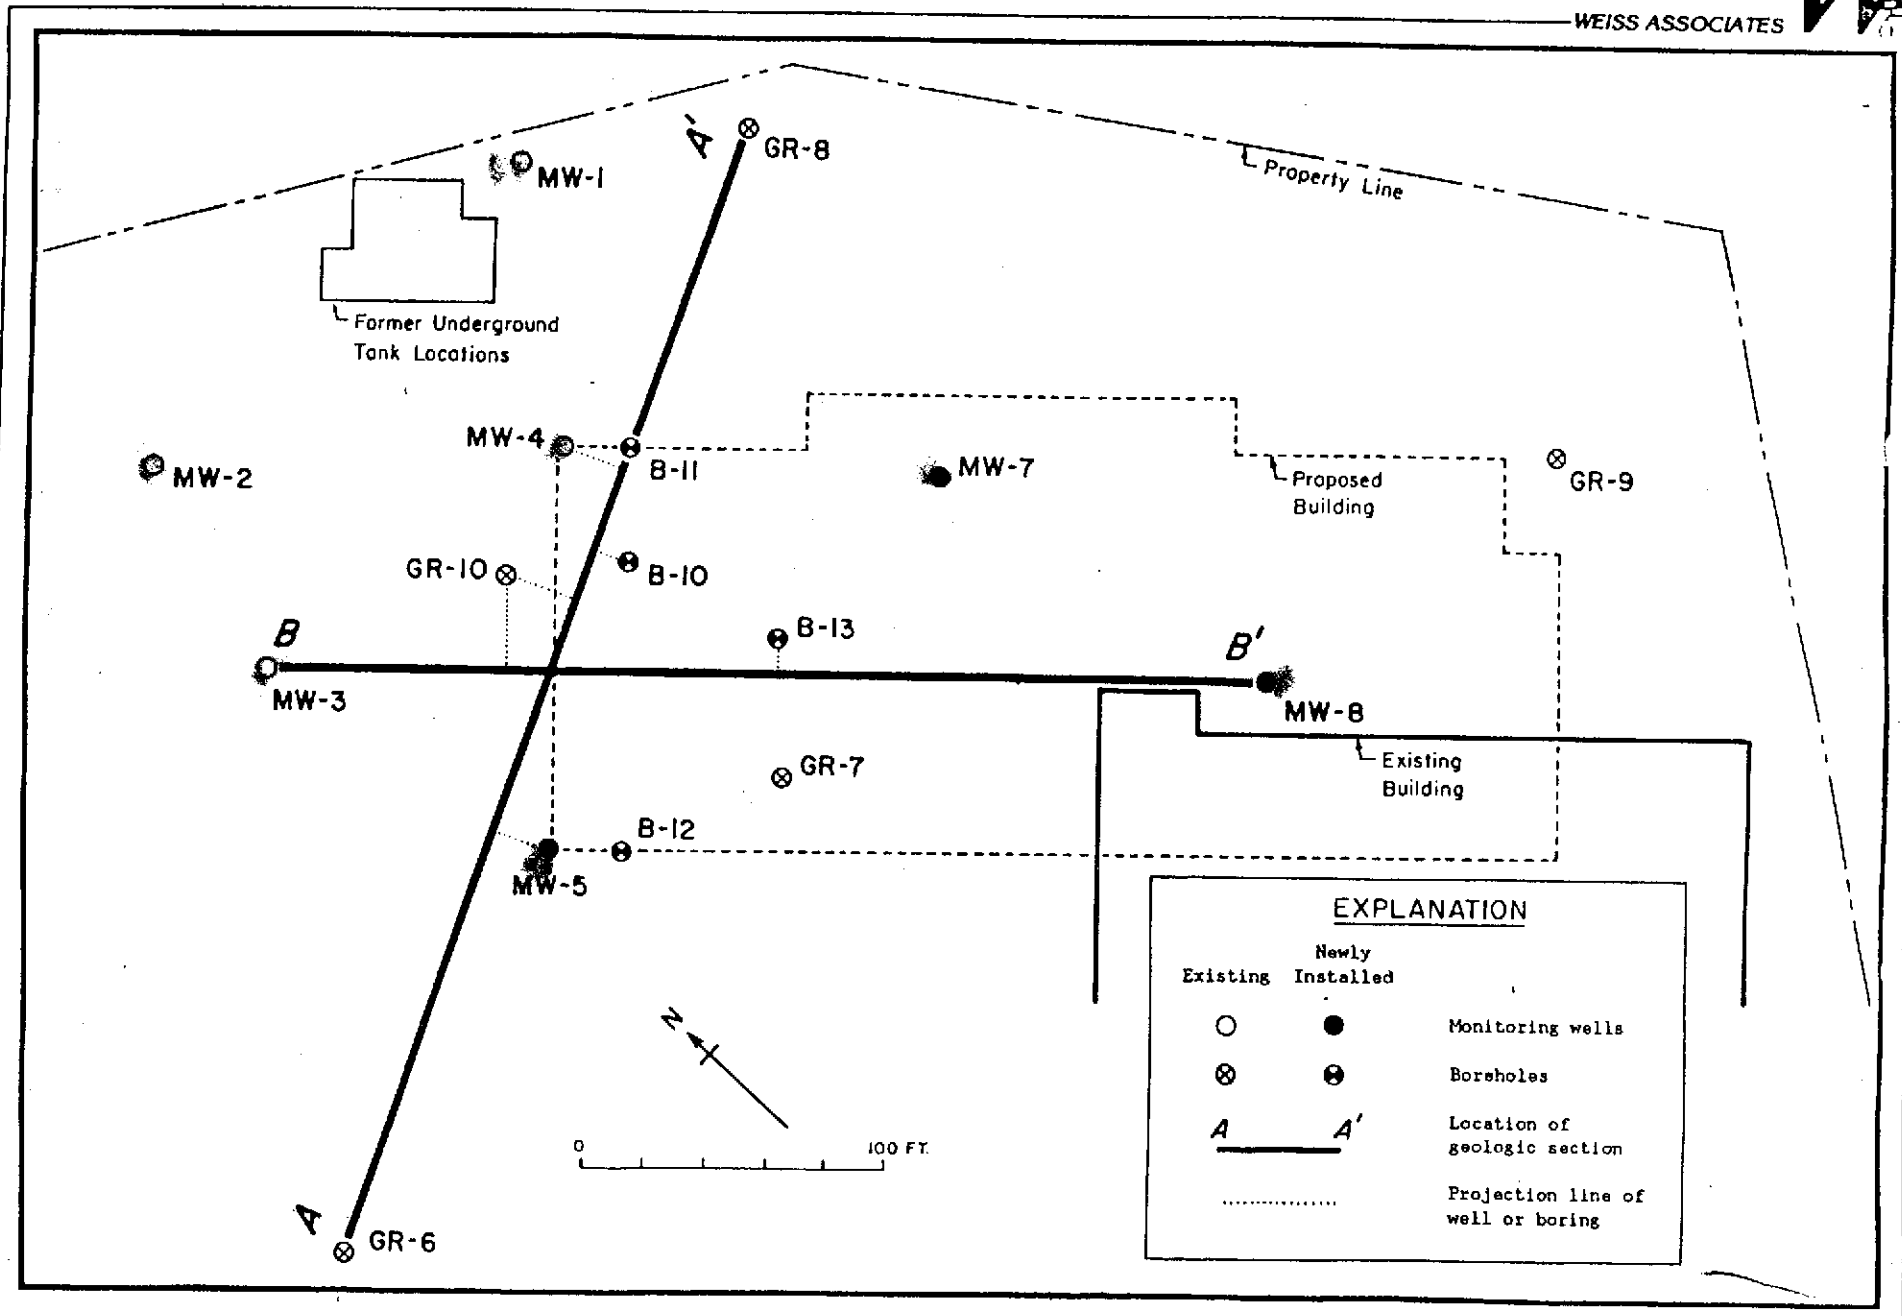 WEISS ASSOCIATES
A'
GR-8
MW-1
Property Line
Former Underground
Tank Locations
MW-4
B-11
MW-2
MW-7
Proposed
Building
GR-9
GR-10
B-10
B-13
B
B'
MW-3
MW-8
GR-7
Existing
Building
B-12
MW-5
EXPLANATION
Newly
Existing Installed
Monitoring wells
Boreholes
A A'
Location of
geologic section
Projection line of
well or boring
N
0 100 FT.
A
GR-6